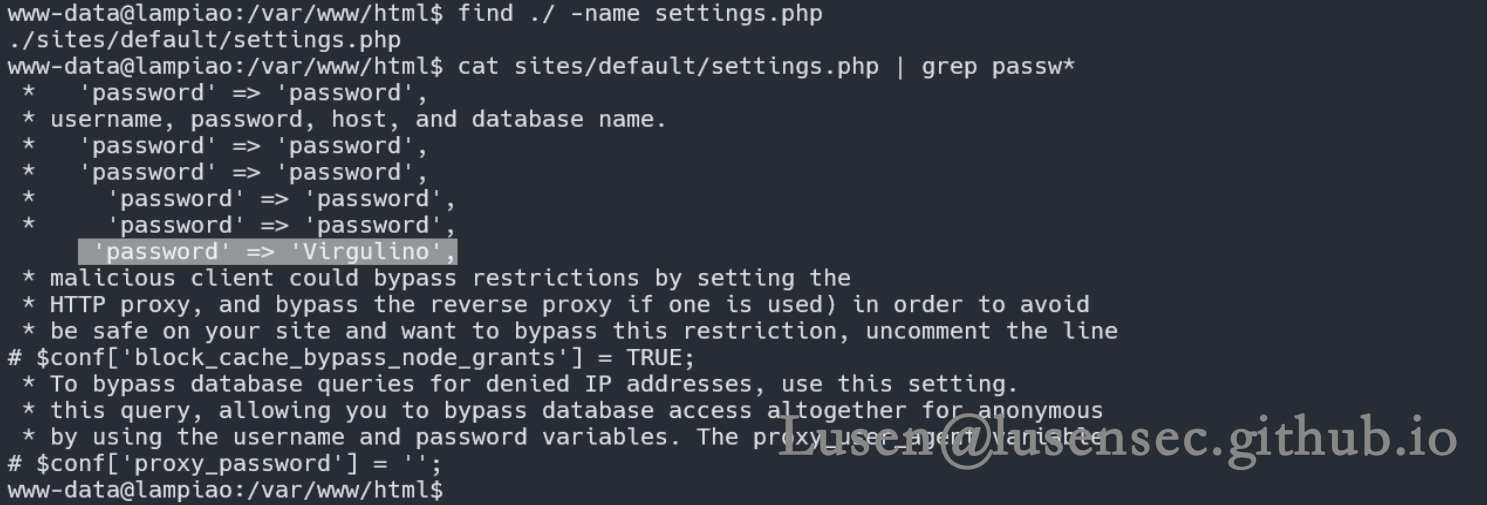 www-data@lampiao:/var/www/html$ find ./ -name settings.php
./sites/default/settings.php
www-data@lampiao:/var/www/html$ cat sites/default/settings.php | grep passw*
 *   'password' => 'password',
 * username, password, host, and database name.
 *   'password' => 'password',
 *   'password' => 'password',
 *     'password' => 'password',
 *     'password' => 'password',
      'password' => 'Virgulino',
 * malicious client could bypass restrictions by setting the
 * HTTP proxy, and bypass the reverse proxy if one is used) in order to avoid
 * be safe on your site and want to bypass this restriction, uncomment the line
# $conf['block_cache_bypass_node_grants'] = TRUE;
 * To bypass database queries for denied IP addresses, use this setting.
 * this query, allowing you to bypass database access altogether for anonymous
 * by using the username and password variables. The proxy_user_agent variable
# $conf['proxy_password'] = '';
www-data@lampiao:/var/www/html$
Lusen@lusensec.github.io